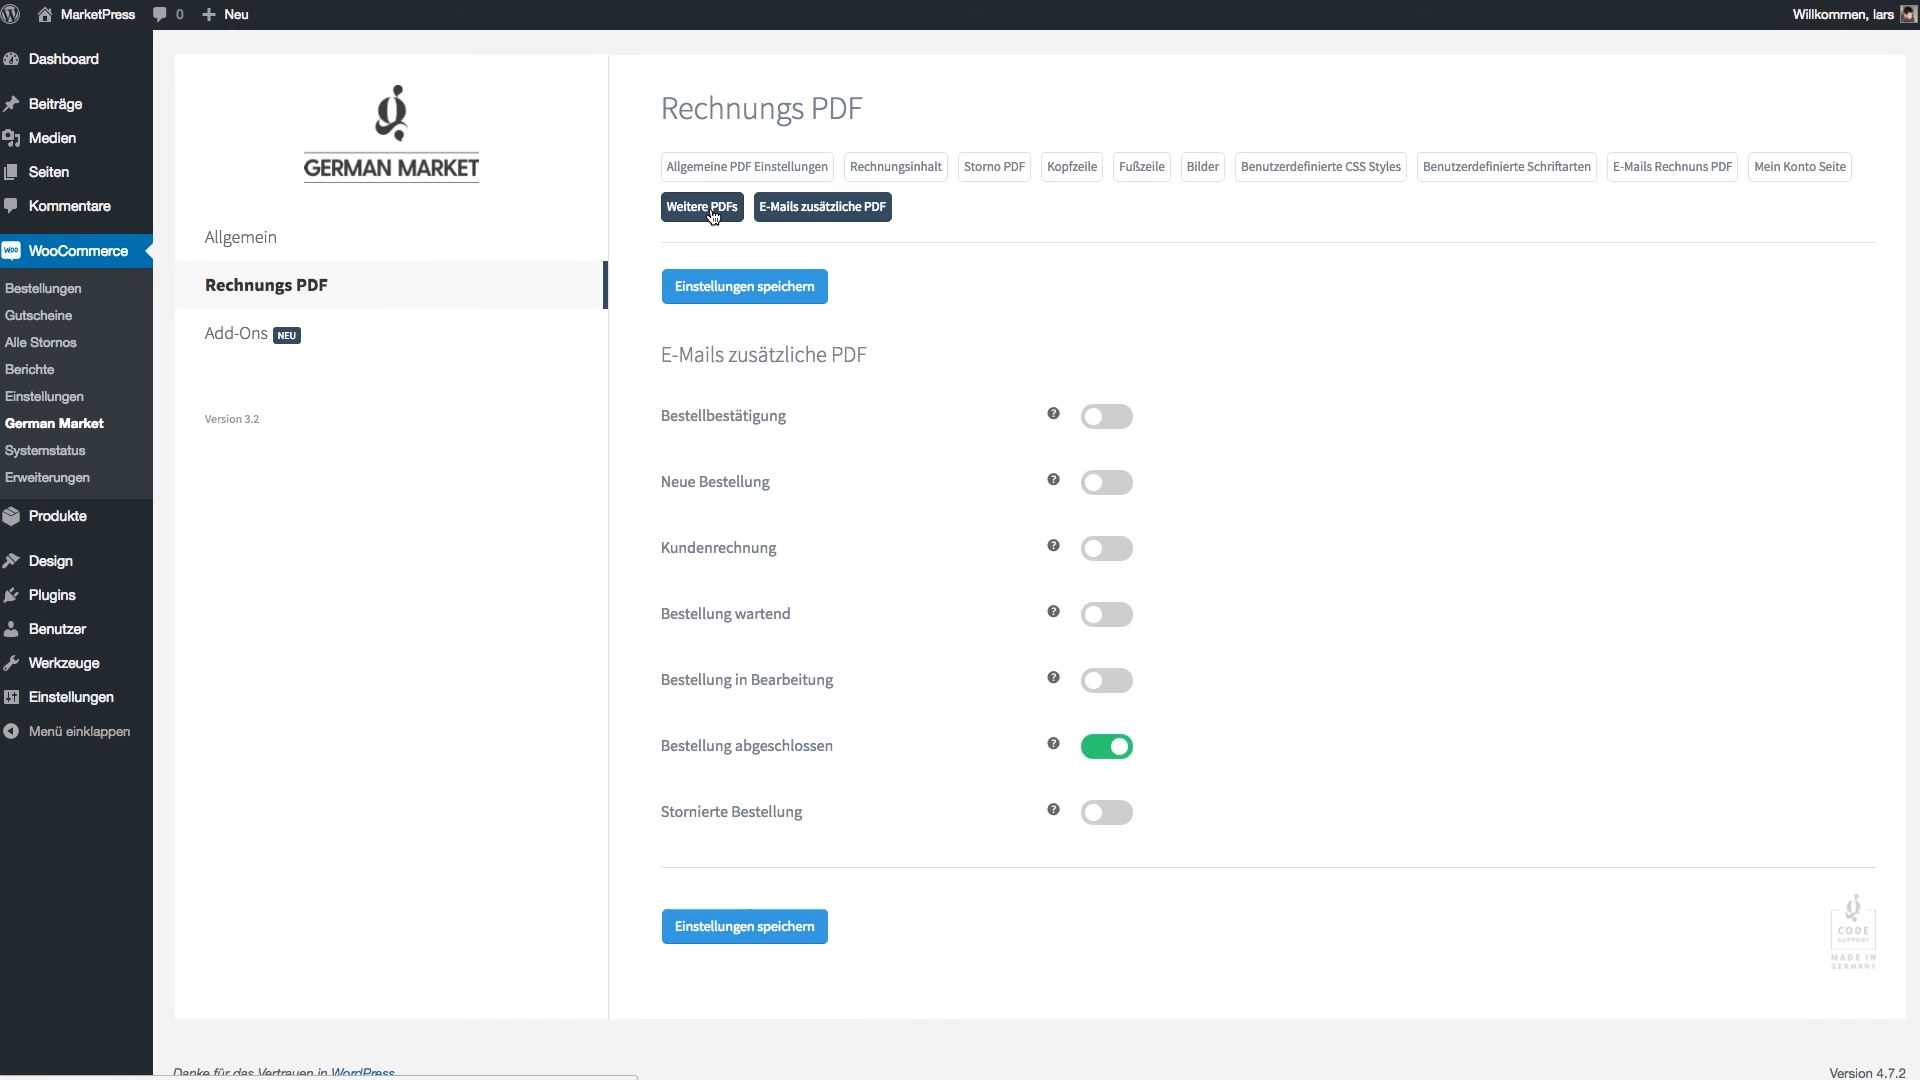 MarketPress 0 Neu Willkommen, lars
Dashboard
Beiträge
Medien
Seiten
Kommentare
WOO WooCommerce
Bestellungen
Gutscheine
Alle Stornos
Berichte
Einstellungen
German Market
Systemstatus
Erweiterungen
Produkte
Design
Plugins
Benutzer
Werkzeuge
Einstellungen
Menü einklappen
GERMAN MARKET
Allgemein
Rechnungs PDF
Add-Ons NEU
Version 3.2
Rechnungs PDF
Allgemeine PDF Einstellungen Rechnungsinhalt Storno PDF Kopfzeile Fußzeile Bilder Benutzerdefinierte CSS Styles Benutzerdefinierte Schriftarten E-Mails Rechnuns PDF Mein Konto Seite
Weitere PDFs E-Mails zusätzliche PDF
Einstellungen speichern
E-Mails zusätzliche PDF
Bestellbestätigung ?
Neue Bestellung ?
Kundenrechnung ?
Bestellung wartend ?
Bestellung in Bearbeitung ?
Bestellung abgeschlossen ?
Stornierte Bestellung ?
Einstellungen speichern
CODE
SUPPORT
MADE IN
GERMANY
Danke für das Vertrauen in WordPress
Version 4.7.2